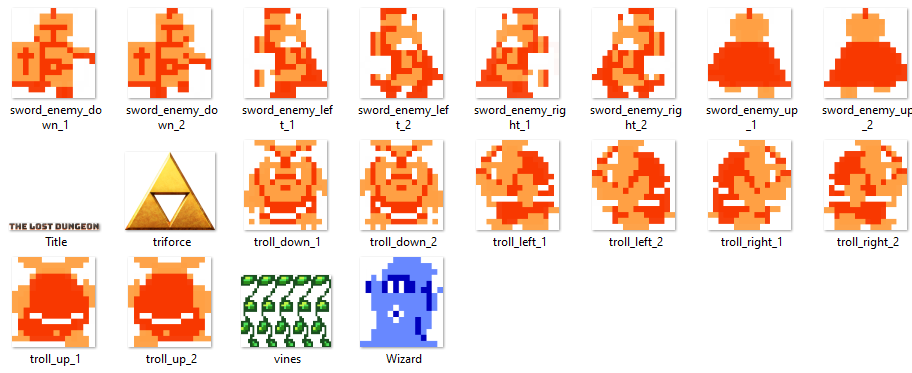 sword_enemy_do
wn_1
sword_enemy_do
wn_2
sword_enemy_lef
t_1
sword_enemy_lef
t_2
sword_enemy_rig
ht_1
sword_enemy_rig
ht_2
sword_enemy_up
_1
sword_enemy_up
_2
THE LOST DUNGEON
Title
triforce
troll_down_1
troll_down_2
troll_left_1
troll_left_2
troll_right_1
troll_right_2
troll_up_1
troll_up_2
vines
Wizard